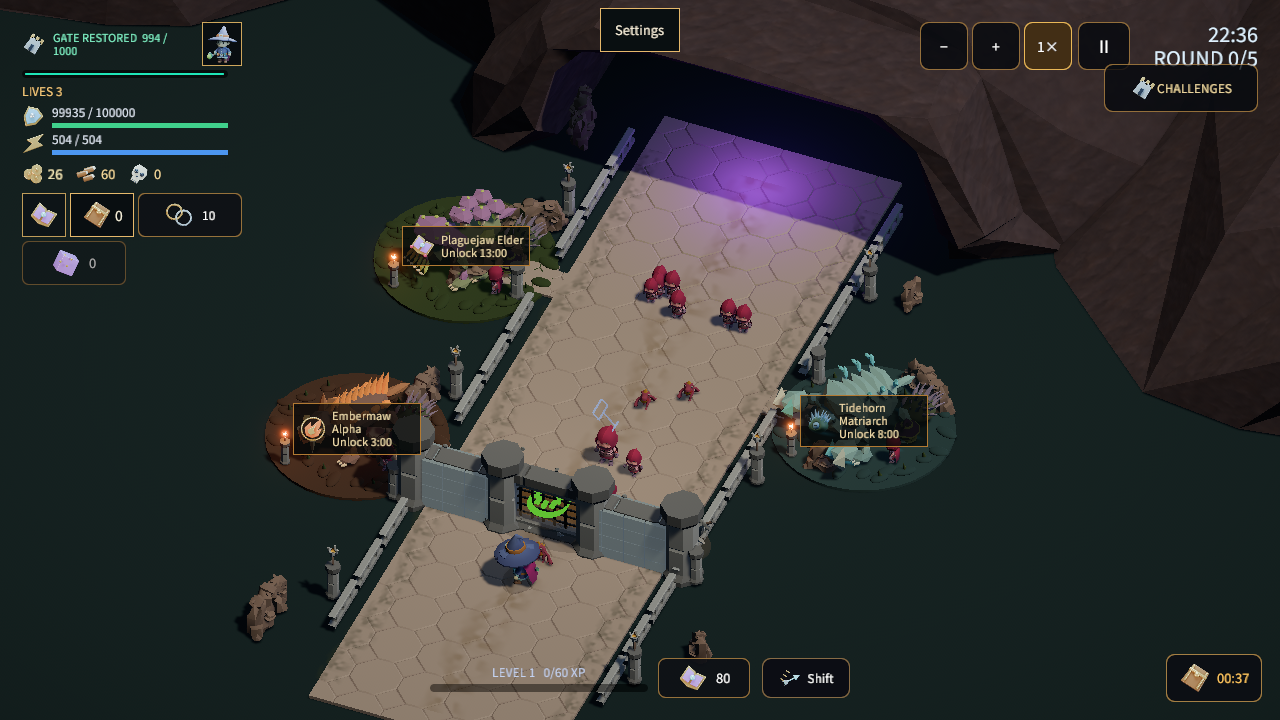 GATE RESTORED 994 /
1000
LIVES 3
99935 / 100000
504 / 504
26
60
0
0
10
0
Settings
−
+
1×
22:36
ROUND 0/5
CHALLENGES
Plaguejaw Elder
Unlock 13:00
Embermaw
Alpha
Unlock 3:00
Tidehorn
Matriarch
Unlock 8:00
LEVEL 1 0/60 XP
80
Shift
00:37